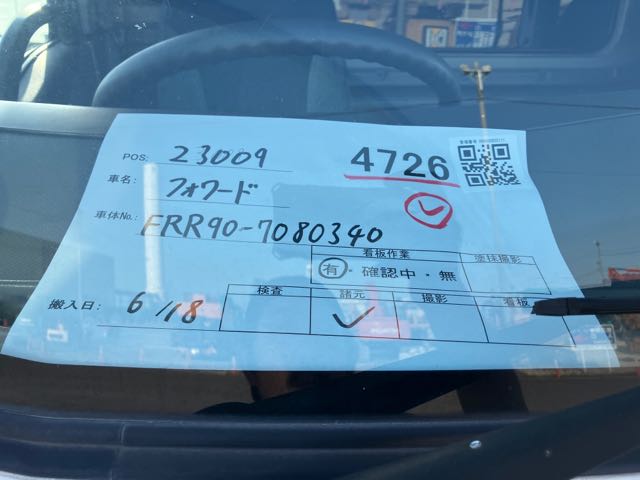 POS: 23009
4726
車名: フォワード
車体No.: FRR90-7080340
看板作業 塗抹撮影
有・確認中・無
搬入日: 6/18
検査 諸元 撮影 看板